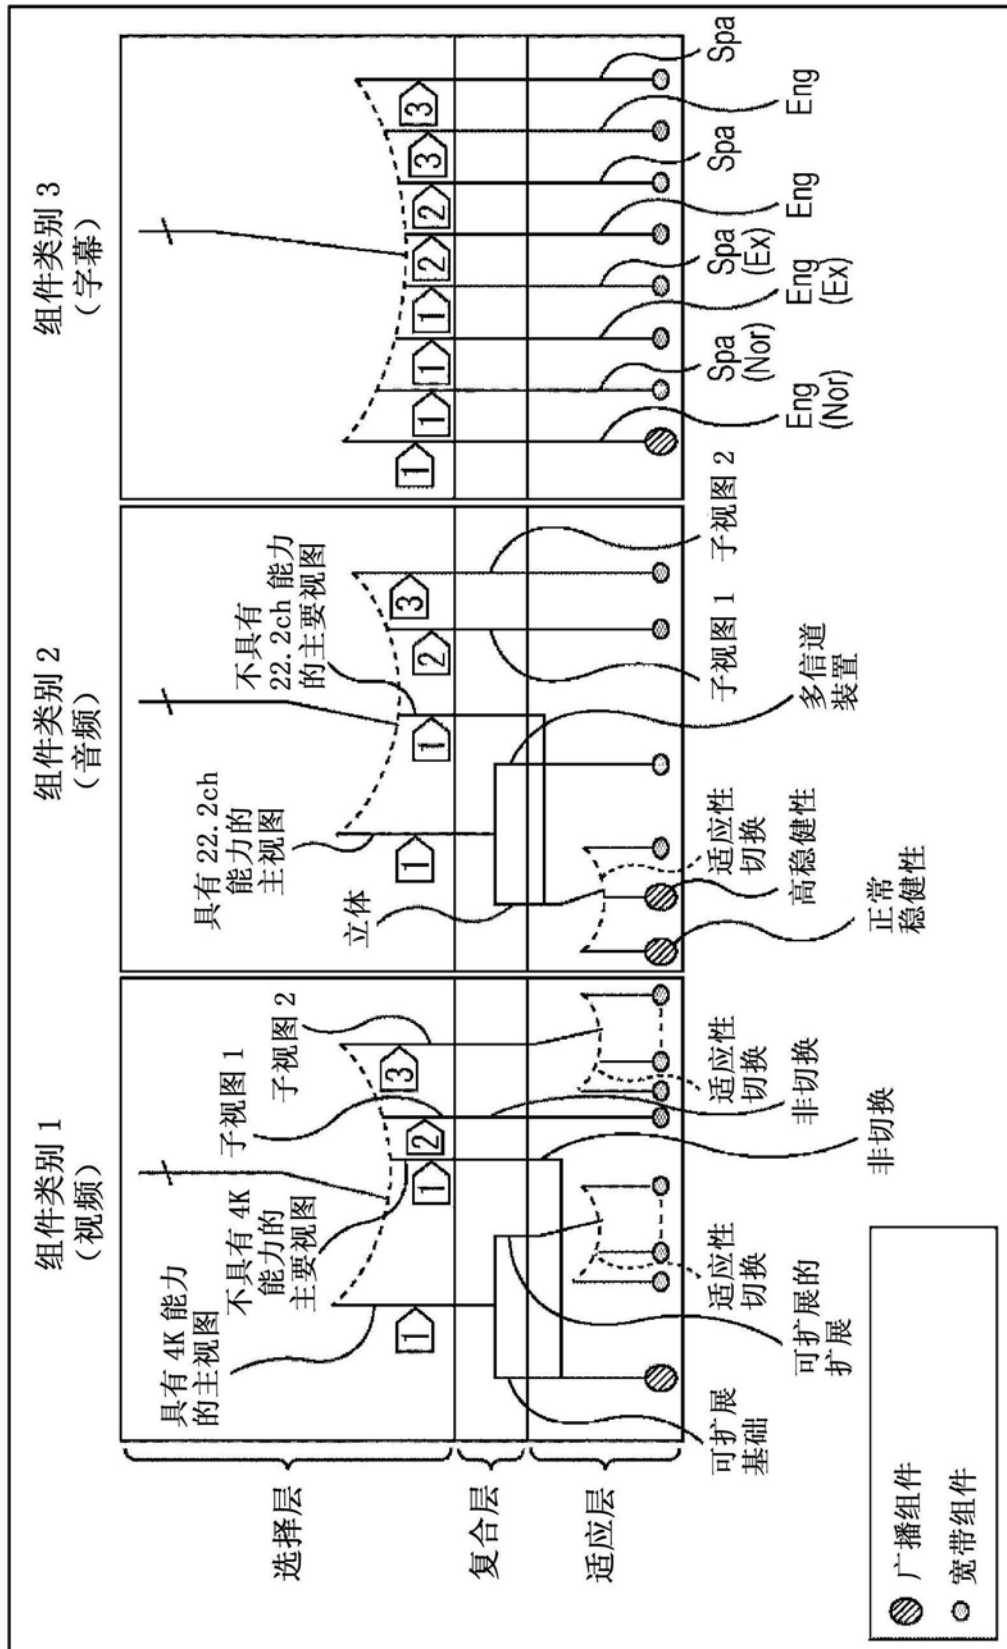 组件类别 1
（视频）
组件类别 2
（音频）
组件类别 3
（字幕）
选择层
复合层
适应层
具有 4K 能力
的主视图
不具有 4K
能力的
主要视图
子视图 1
子视图 2
1
1
2
3
可扩展
基础
可扩展的
扩展
适应性
切换
非切换
非切换
适应性
切换
具有 22.2ch
能力的
主视图
不具有
22.2ch 能力
的主要视图
立体
1
1
2
3
正常
稳健性
高稳健性
适应性
切换
多信道
装置
子视图 1
子视图 2
1
1
1
1
2
2
3
3
Eng
(Nor)
Spa
(Nor)
Eng
(Ex)
Spa
(Ex)
Eng
Spa
Eng
Spa
广播组件
宽带组件